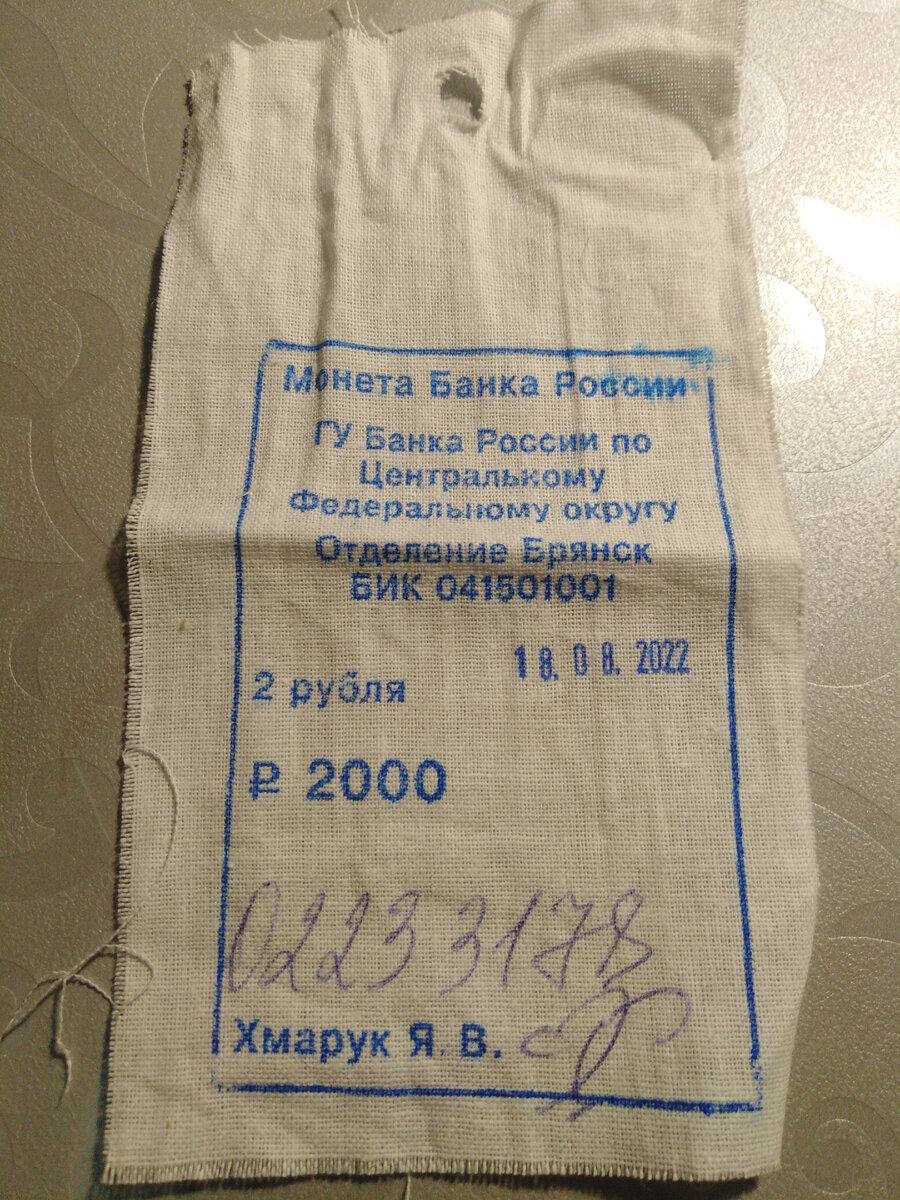 Монета Банка России
ГУ Банка России по
Центральному
Федеральному округу
Отделение Брянск
БИК 041501001
18.08.2022
2 рубля
₽ 2000
02233178
Хмарук Я. В.